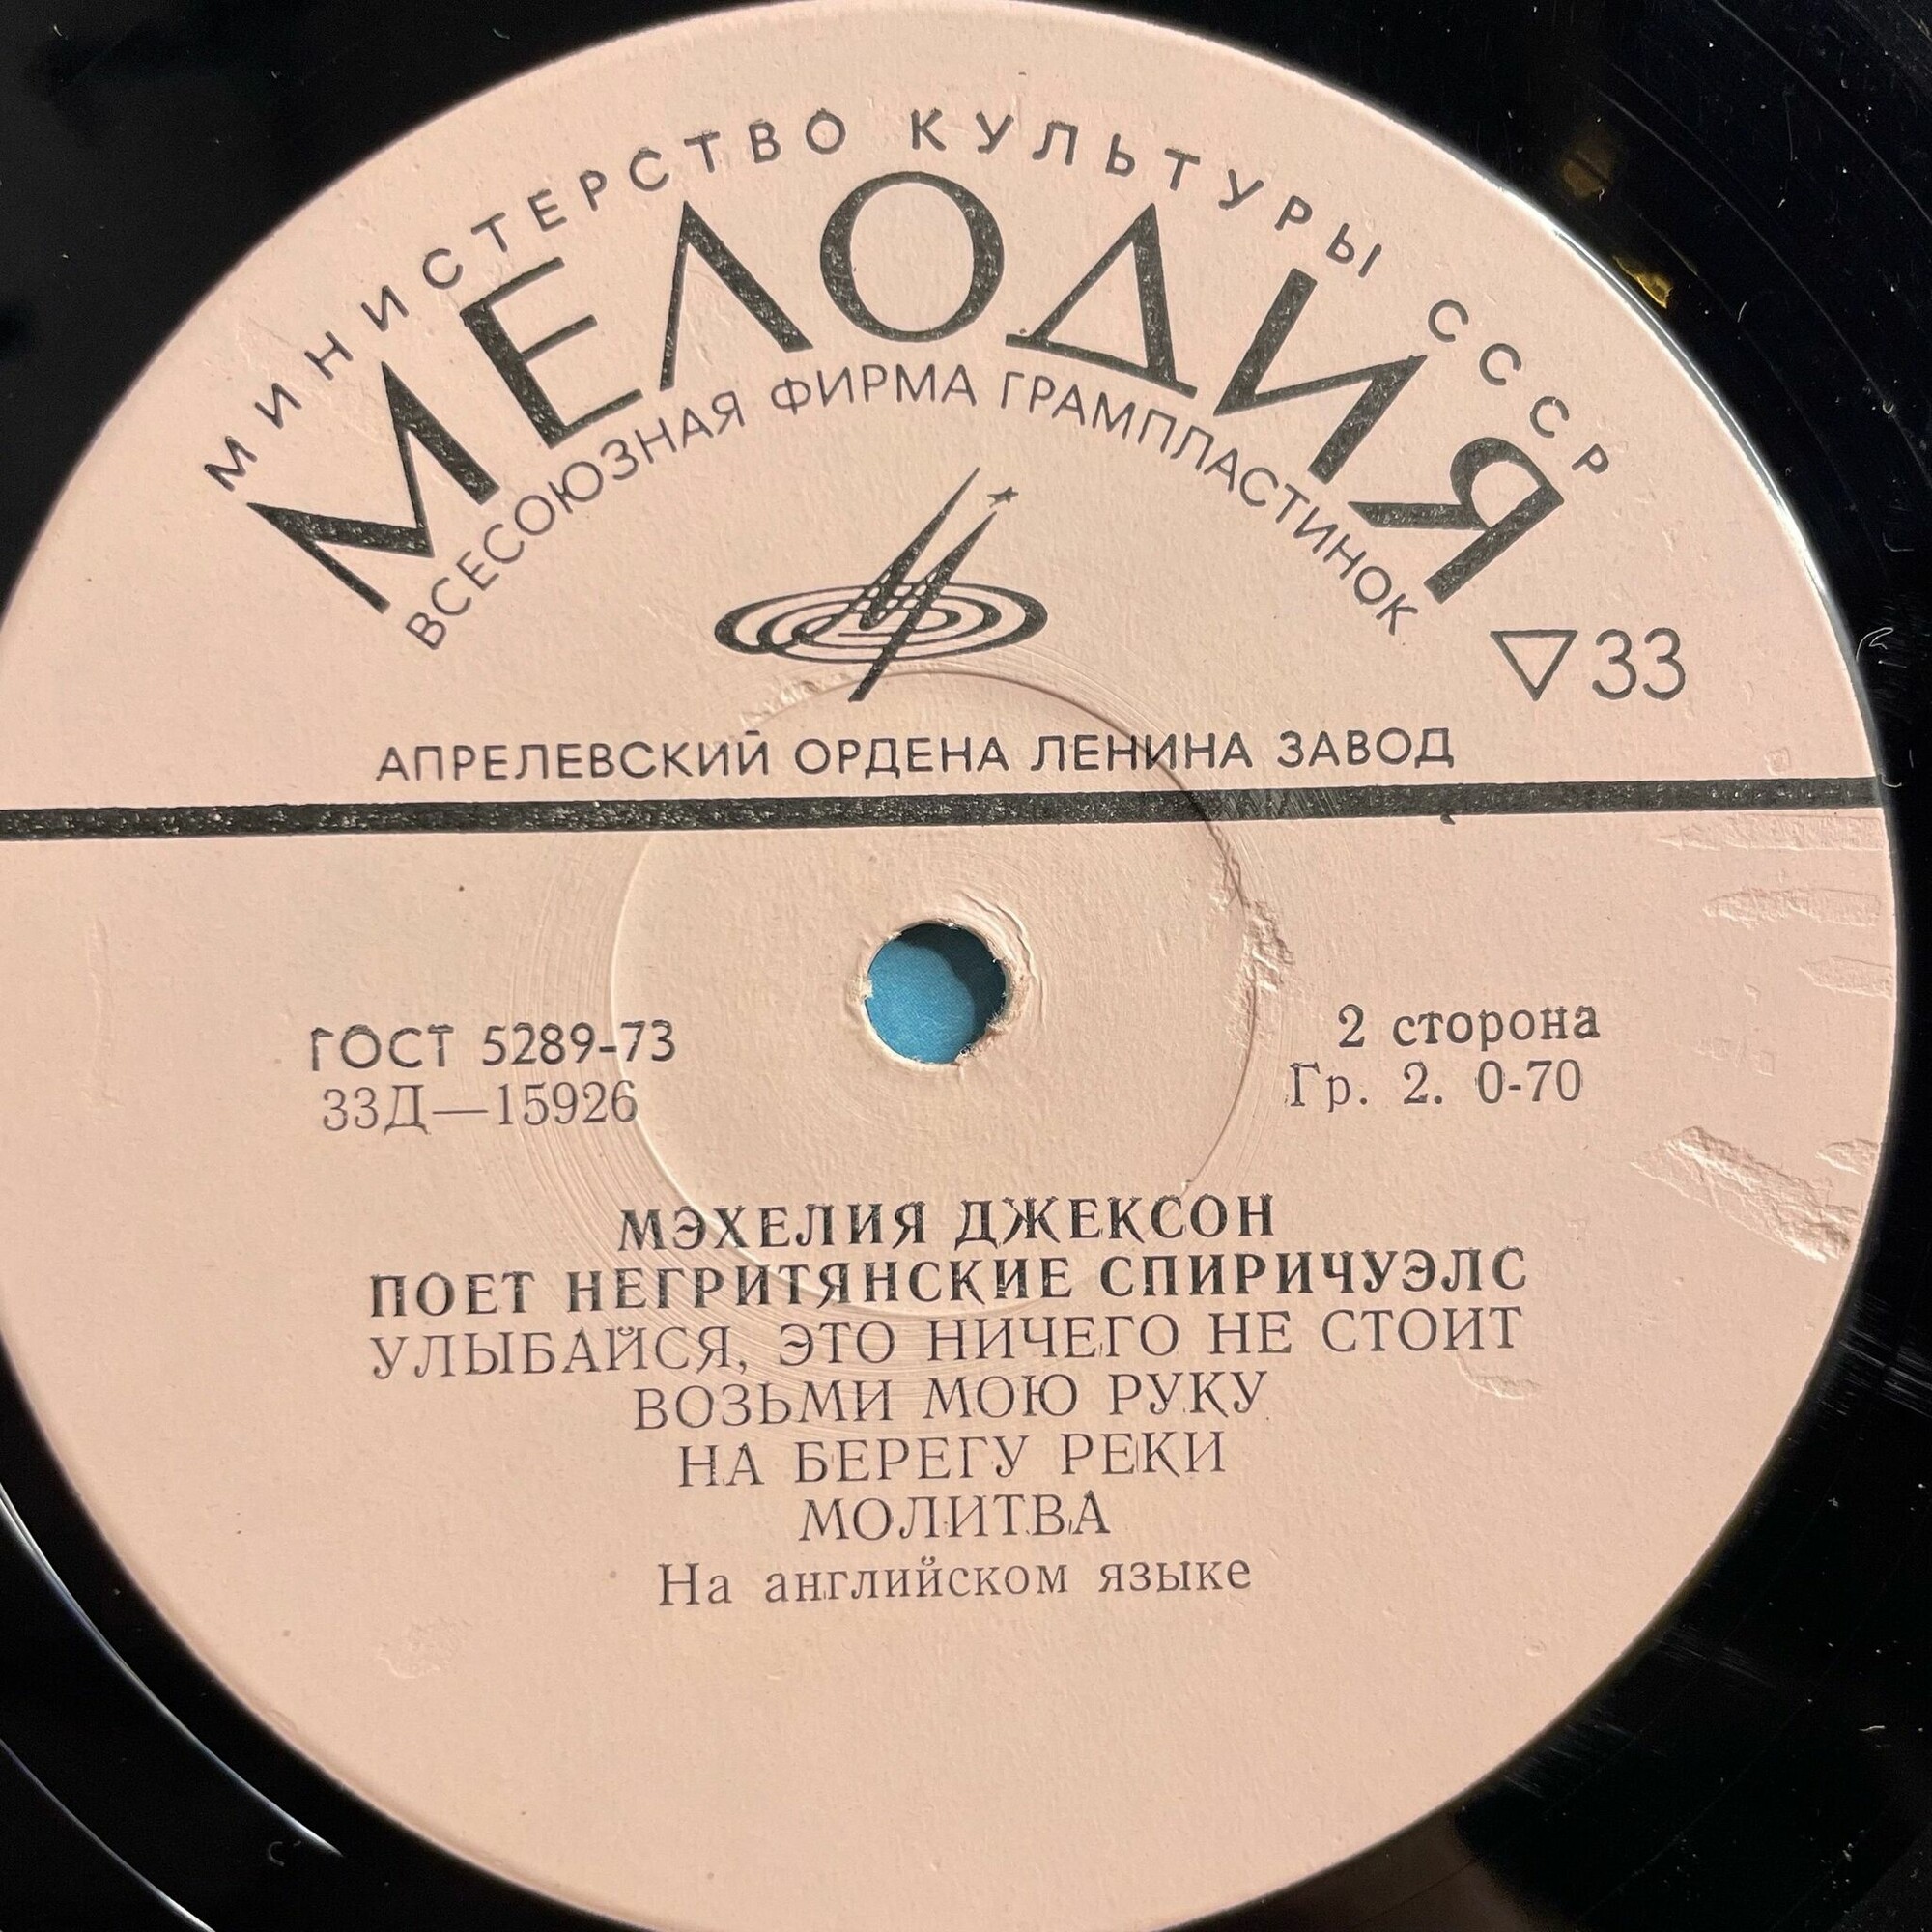 МИНИСТЕРСТВО КУЛЬТУРЫ СССР
МЕЛОДИЯ
ВСЕСОЮЗНАЯ ФИРМА ГРАМПЛАСТИНОК
▽33
АПРЕЛЕВСКИЙ ОРДЕНА ЛЕНИНА ЗАВОД
ГОСТ 5289-73
33Д—15926
2 сторона
Гр. 2. 0-70
МЭХЕЛИЯ ДЖЕКСОН
ПОЕТ НЕГРИТЯНСКИЕ СПИРИЧУЭЛС
УЛЫБАЙСЯ, ЭТО НИЧЕГО НЕ СТОИТ
ВОЗЬМИ МОЮ РУКУ
НА БЕРЕГУ РЕКИ
МОЛИТВА
На английском языке